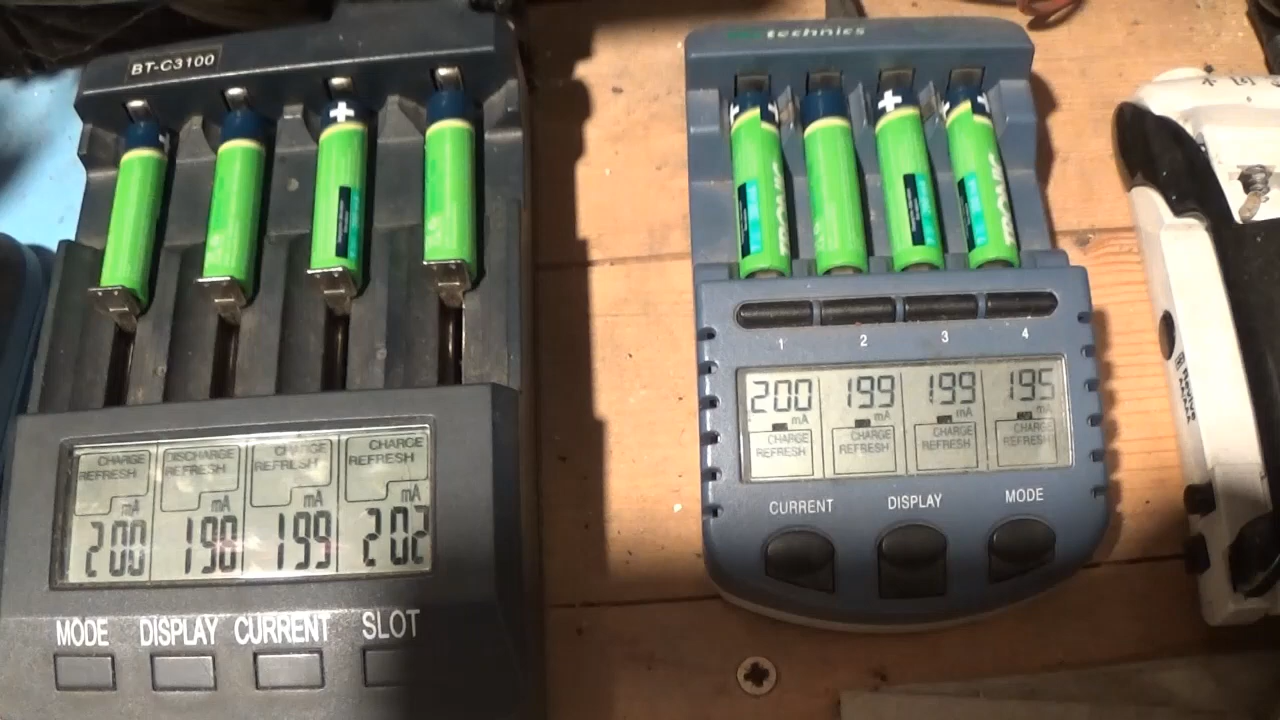 BT-C3100
CHARGE REFRESH mA 200
DISCHARGE REFRESH mA 198
CHARGE REFRESH mA 199
CHARGE REFRESH mA 202
MODE DISPLAY CURRENT SLOT
technics
+
+
TRONIC
TRONIC
1 2 3 4
200 mA CHARGE REFRESH
199 mA CHARGE REFRESH
199 mA CHARGE REFRESH
195 mA CHARGE REFRESH
CURRENT DISPLAY MODE